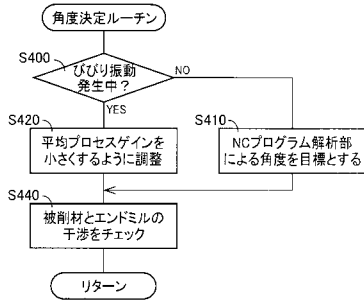 角度決定ルーチン
S400
びびり振動
発生中？
NO
YES
S420
平均プロセスゲインを
小さくするように調整
S410
NCプログラム解析部
による角度を目標とする
S440
被削材とエンドミルの
干渉をチェック
リターン